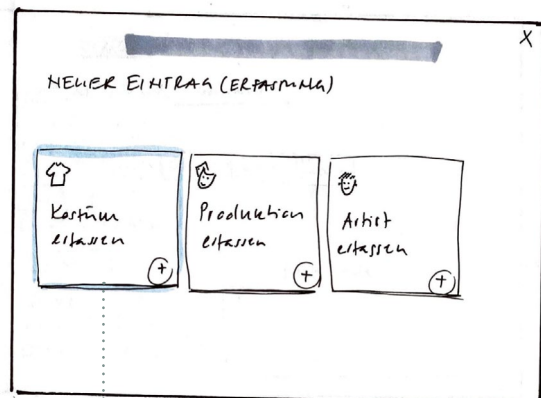 X
NEUER EINTRAG (ERFASSUNG)
Kostüm
erfassen
+
Produktion
erfassen
+
Artist
erfassen
+